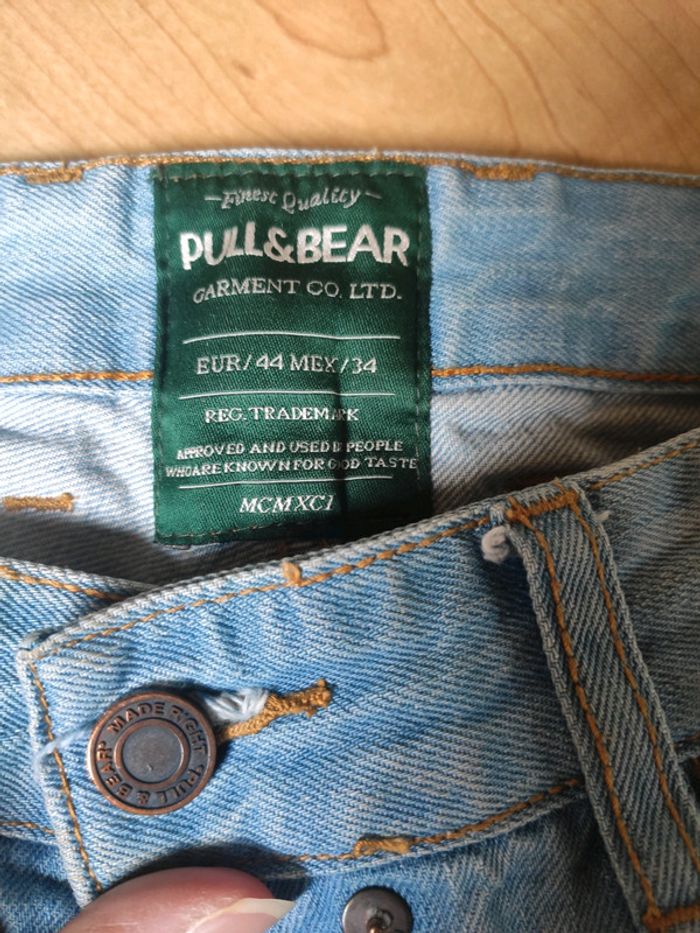 Finest Quality
PULL&BEAR
GARMENT CO. LTD.
EUR/44 MEX/34
REG. TRADEMARK
APPROVED AND USED BY PEOPLE
WHO ARE KNOWN FOR GOOD TASTE
MCMXCI
MADE RIGHT
PULL & BEAR